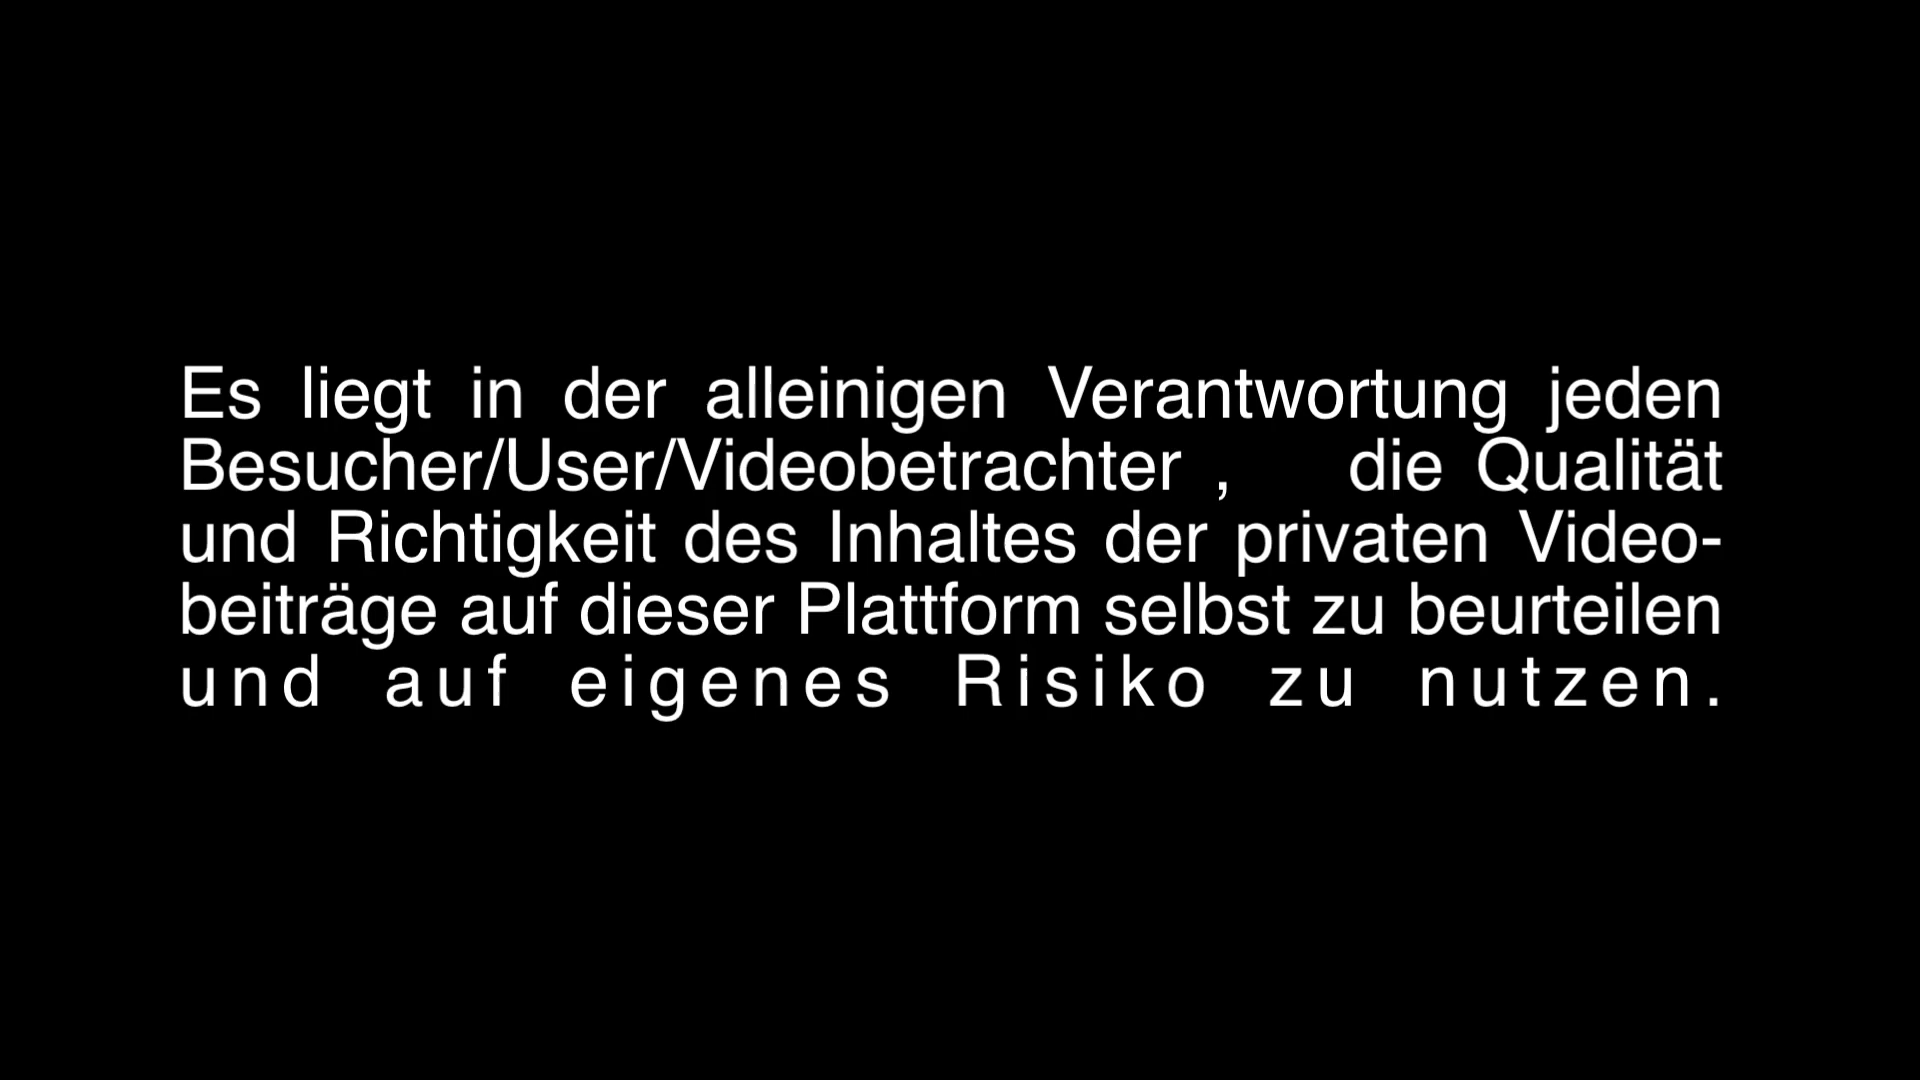 Es liegt in der alleinigen Verantwortung jeden
Besucher/User/Videobetrachter , die Qualität
und Richtigkeit des Inhaltes der privaten Video-
beiträge auf dieser Plattform selbst zu beurteilen
und auf eigenes Risiko zu nutzen.